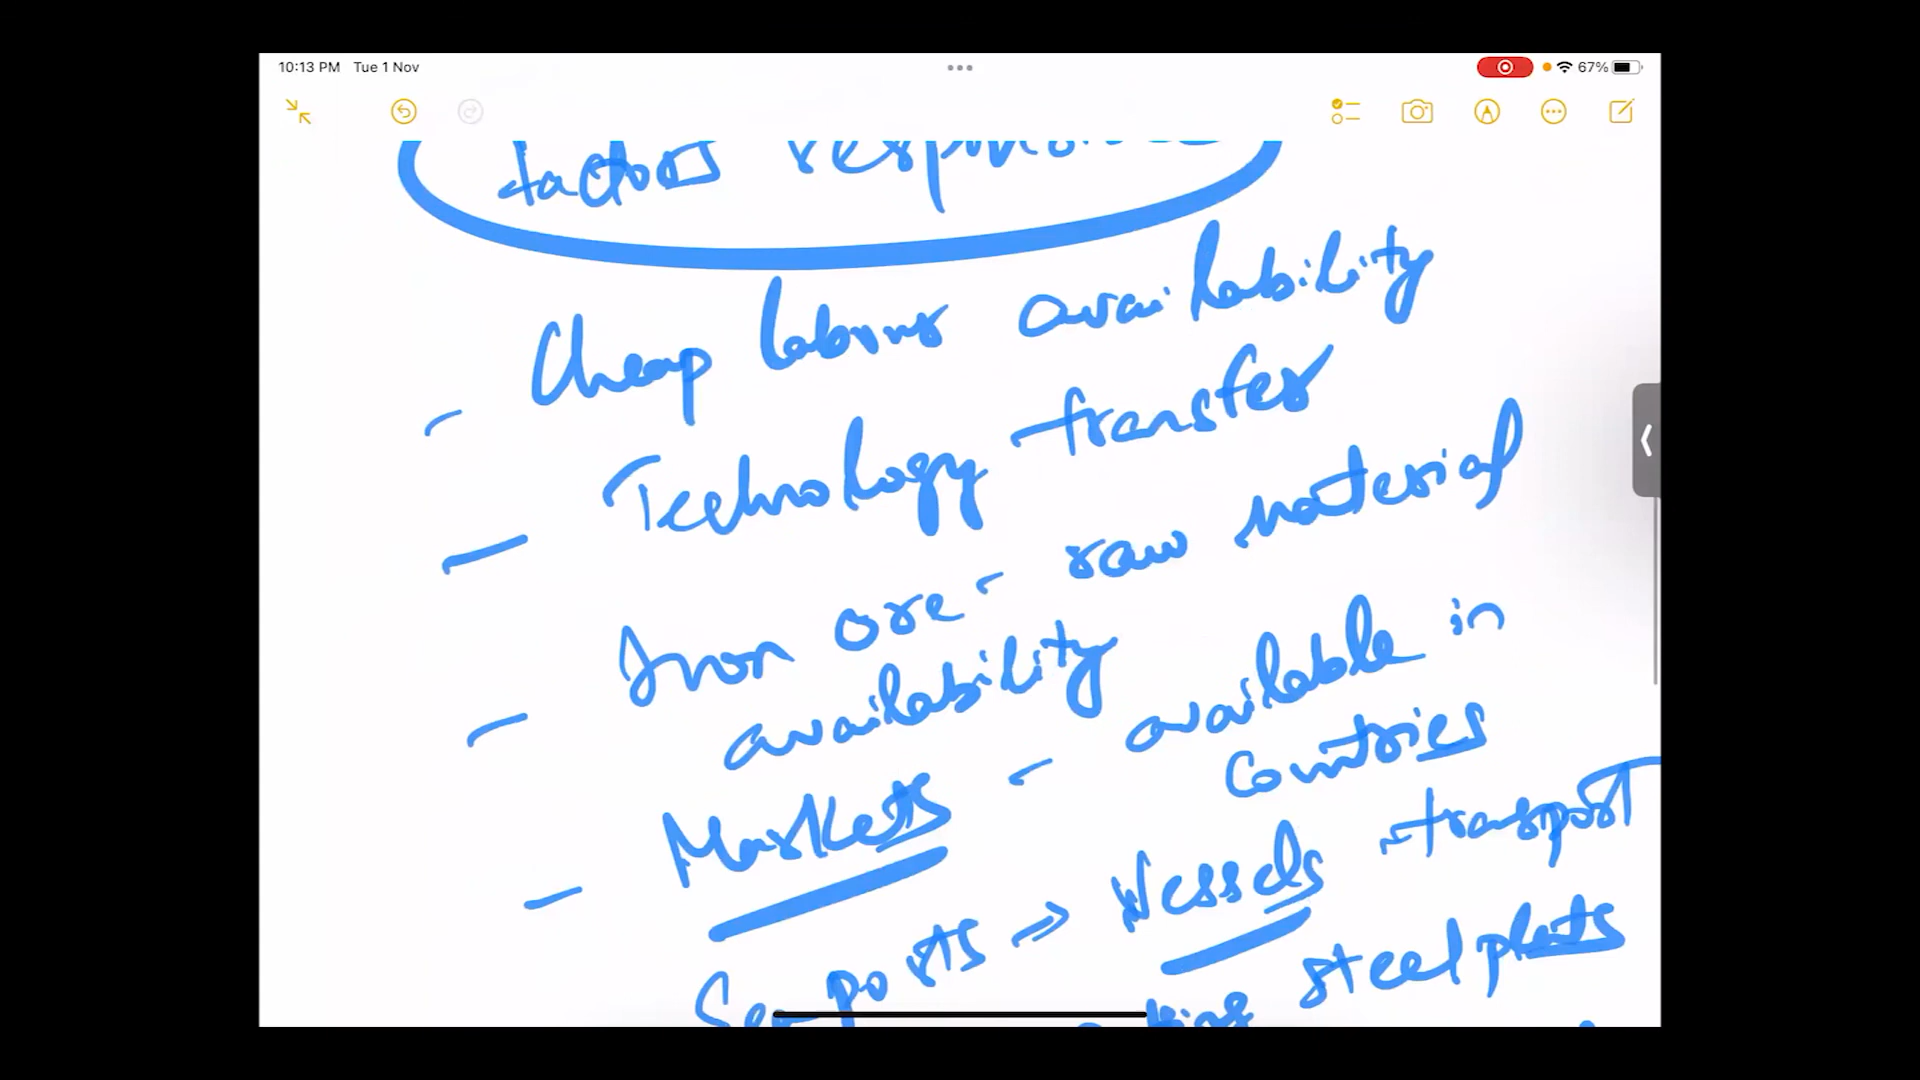 10:13 PM Tue 1 Nov
67%
factors
- Cheap labour availability
- Technology transfer
- Iron ore - raw material
availability
- Markets - available in
countries
Seaports => Vessels - transport
steel plants